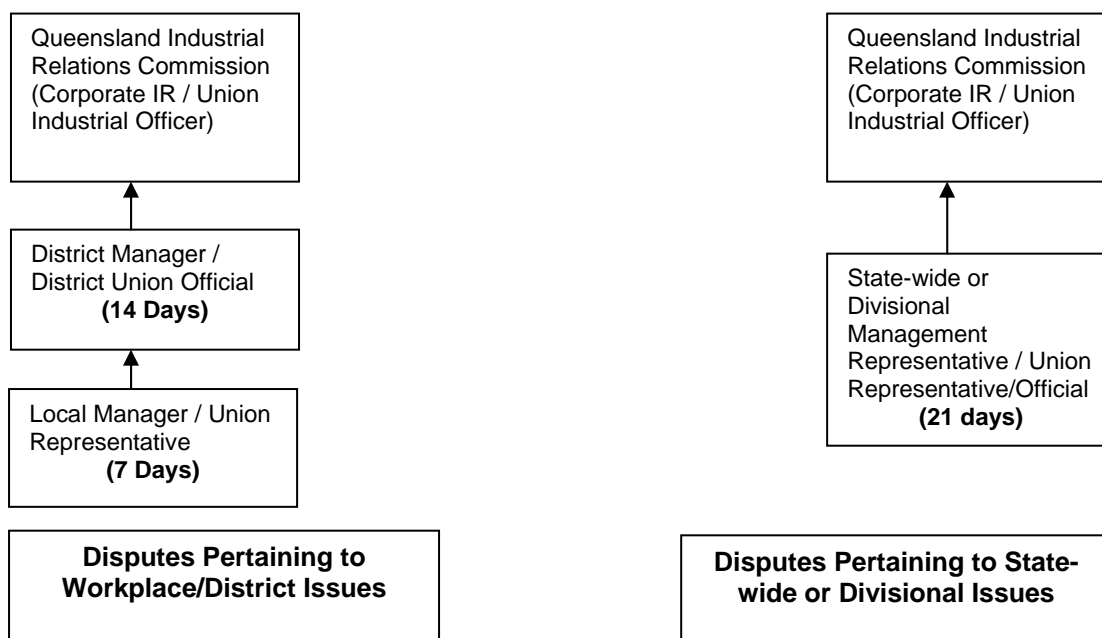 Queensland Industrial
Relations Commission
(Corporate IR / Union
Industrial Officer)
District Manager /
District Union Official
(14 Days)
Local Manager / Union
Representative
(7 Days)
Disputes Pertaining to
Workplace/District Issues
Queensland Industrial
Relations Commission
(Corporate IR / Union
Industrial Officer)
State-wide or
Divisional
Management
Representative / Union
Representative/Official
(21 days)
Disputes Pertaining to State-
wide or Divisional Issues